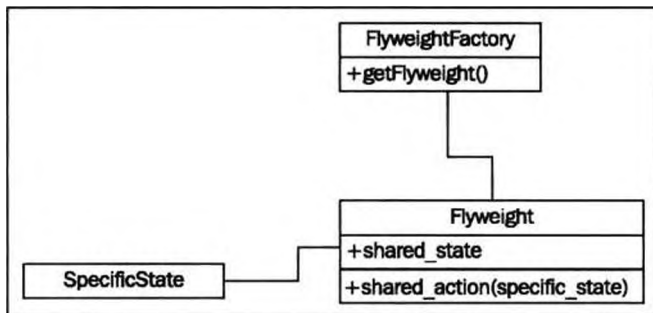 FlyweightFactory
+getFlyweight()
Flyweight
+shared_state
+shared_action(specific_state)
SpecificState